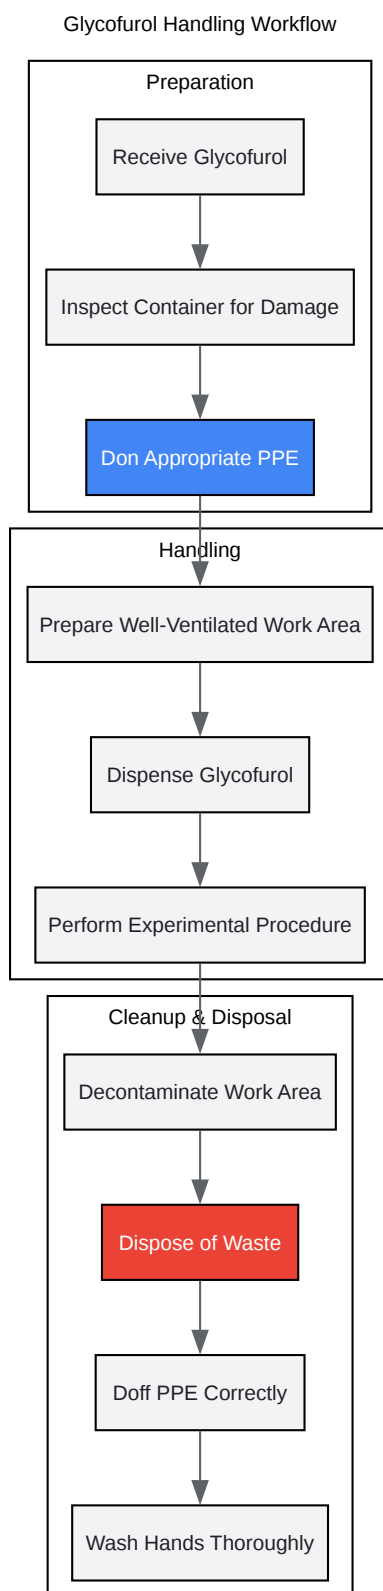 Glycofurol Handling Workflow
Preparation
Receive Glycofurol
Inspect Container for Damage
Don Appropriate PPE
Handling
Prepare Well-Ventilated Work Area
Dispense Glycofurol
Perform Experimental Procedure
Cleanup & Disposal
Decontaminate Work Area
Dispose of Waste
Doff PPE Correctly
Wash Hands Thoroughly